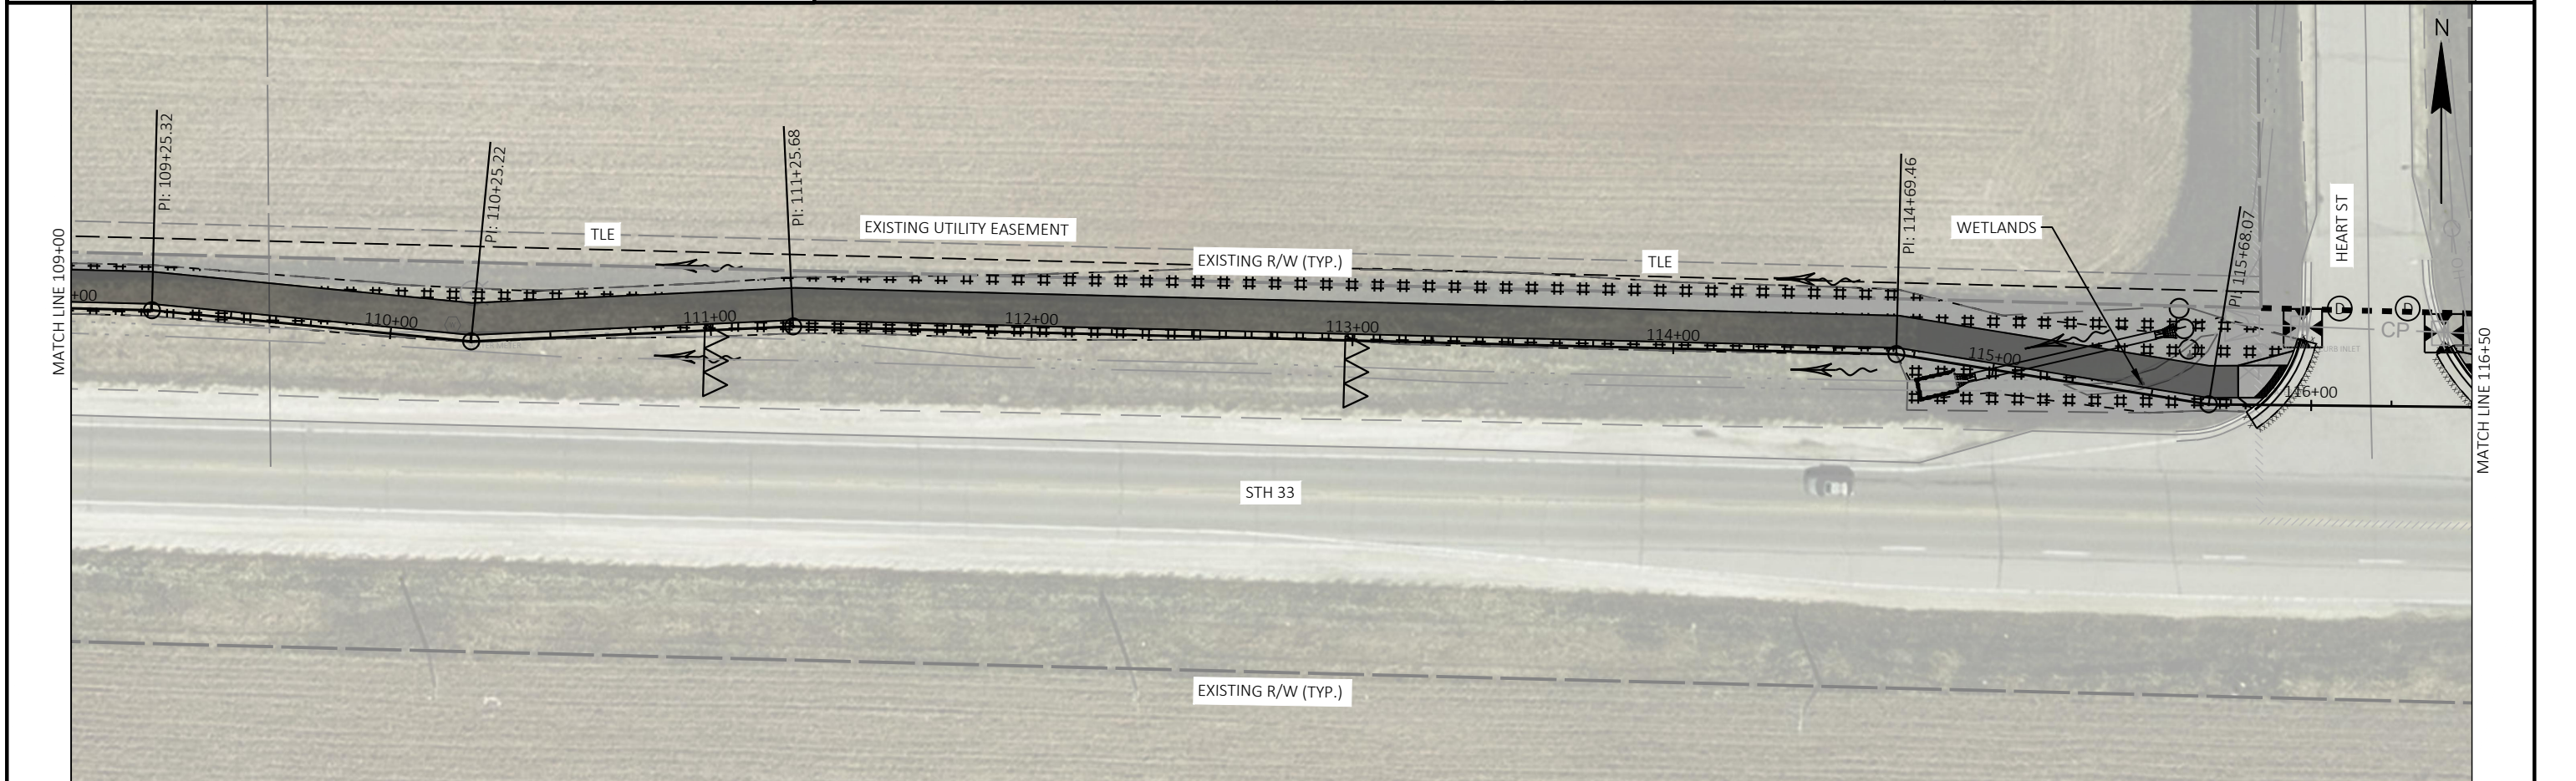 N
PI: 109+25.32
PI: 110+25.22
PI: 111+25.68
PI: 114+69.46
PI: 115+68.07
HEART ST
TLE
EXISTING UTILITY EASEMENT
WETLANDS
EXISTING R/W (TYP.)
TLE
MATCH LINE 109+00
+00
110+00
111+00
112+00
113+00
114+00
115+00
116+00
CP
MATCH LINE 116+50
STH 33
EXISTING R/W (TYP.)